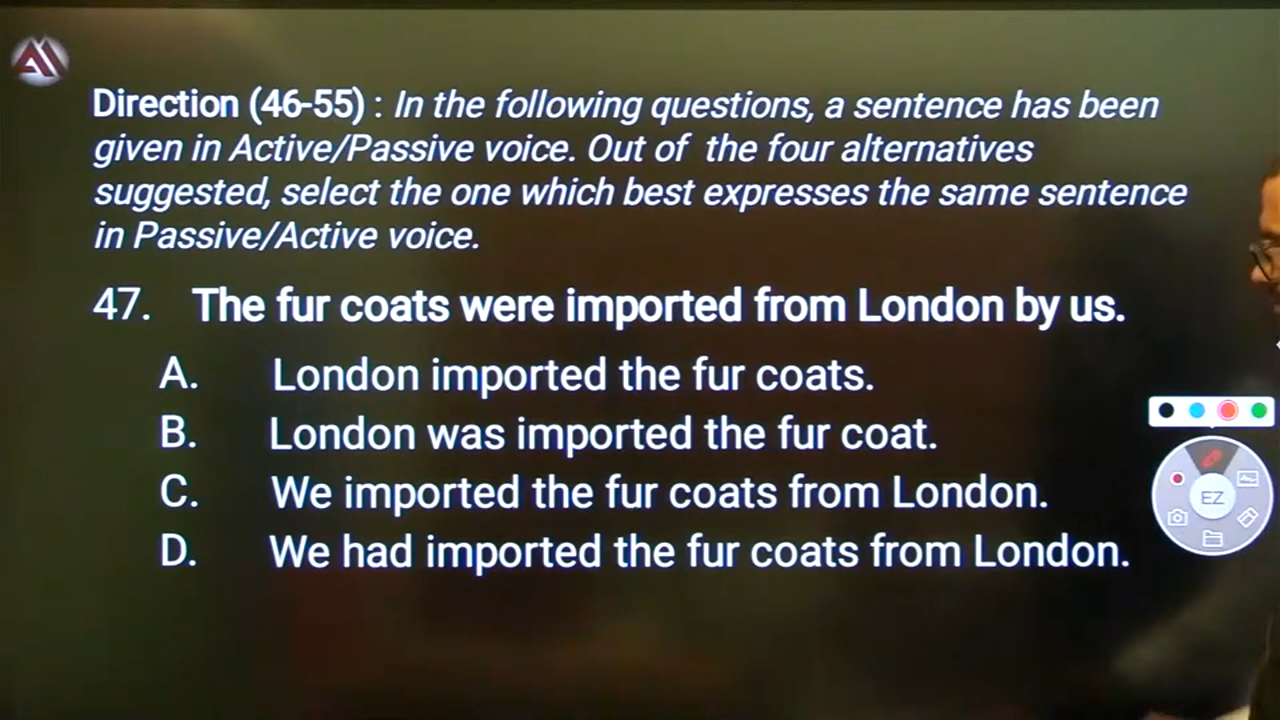 Direction (46-55) : In the following questions, a sentence has been
given in Active/Passive voice. Out of the four alternatives
suggested, select the one which best expresses the same sentence
in Passive/Active voice.
47. The fur coats were imported from London by us.
A. London imported the fur coats.
B. London was imported the fur coat.
C. We imported the fur coats from London.
D. We had imported the fur coats from London.
EZ